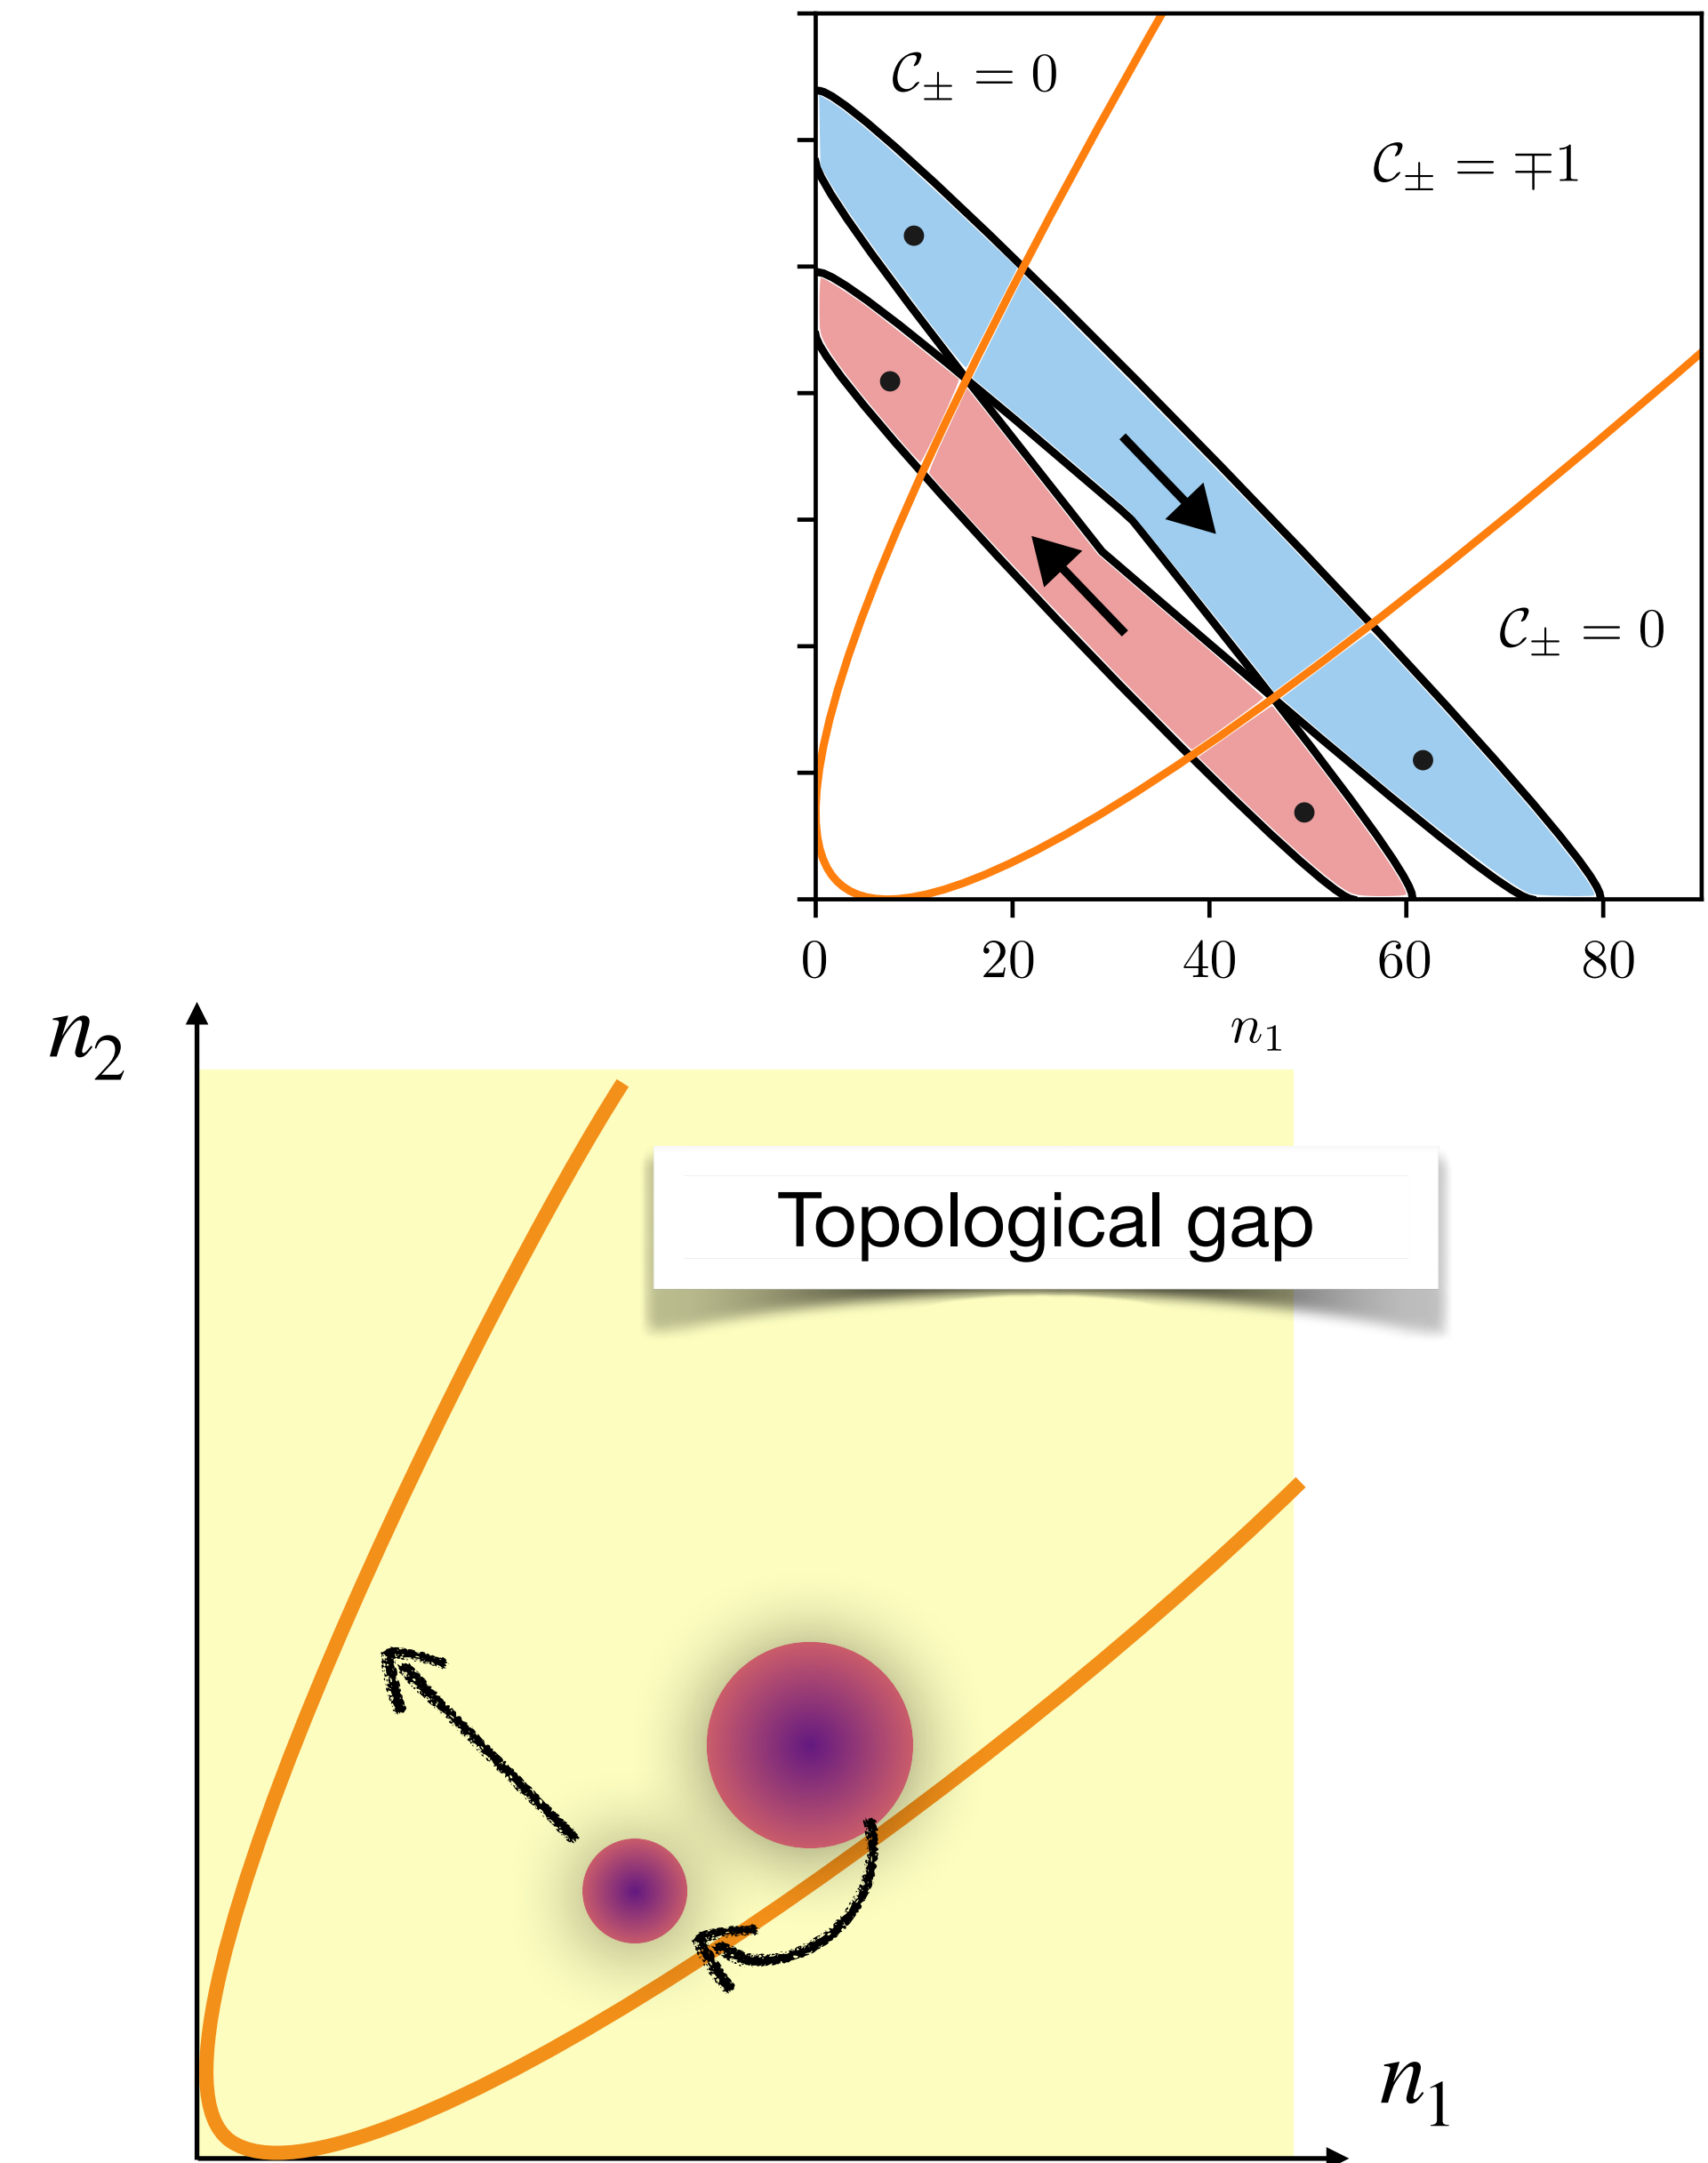 𝒞± = 0
𝒞± = ∓1
𝒞± = 0
0 20 40 60 80
n₁
n₂
Topological gap
n₁